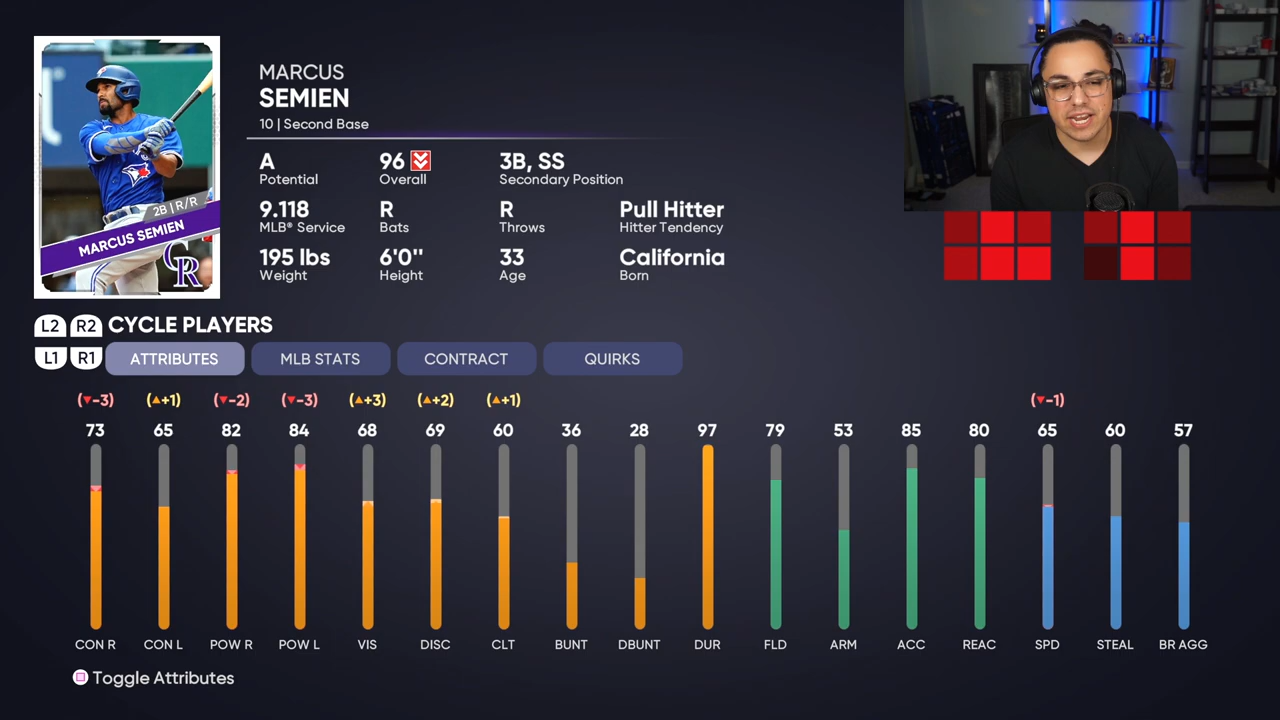 MARCUS
SEMIEN
10 | Second Base
A
Potential
96
Overall
3B, SS
Secondary Position
9.118
MLB® Service
R
Bats
R
Throws
Pull Hitter
Hitter Tendency
195 lbs
Weight
6'0''
Height
33
Age
California
Born
2B | R/R
MARCUS SEMIEN
CR
L2 R2 CYCLE PLAYERS
L1 R1 ATTRIBUTES MLB STATS CONTRACT QUIRKS
(▼-3) (▲+1) (▼-2) (▼-3) (▲+3) (▲+2) (▲+1) (▼-1)
73 65 82 84 68 69 60 36 28 97 79 53 85 80 65 60 57
CON R CON L POW R POW L VIS DISC CLT BUNT DBUNT DUR FLD ARM ACC REAC SPD STEAL BR AGG
Toggle Attributes